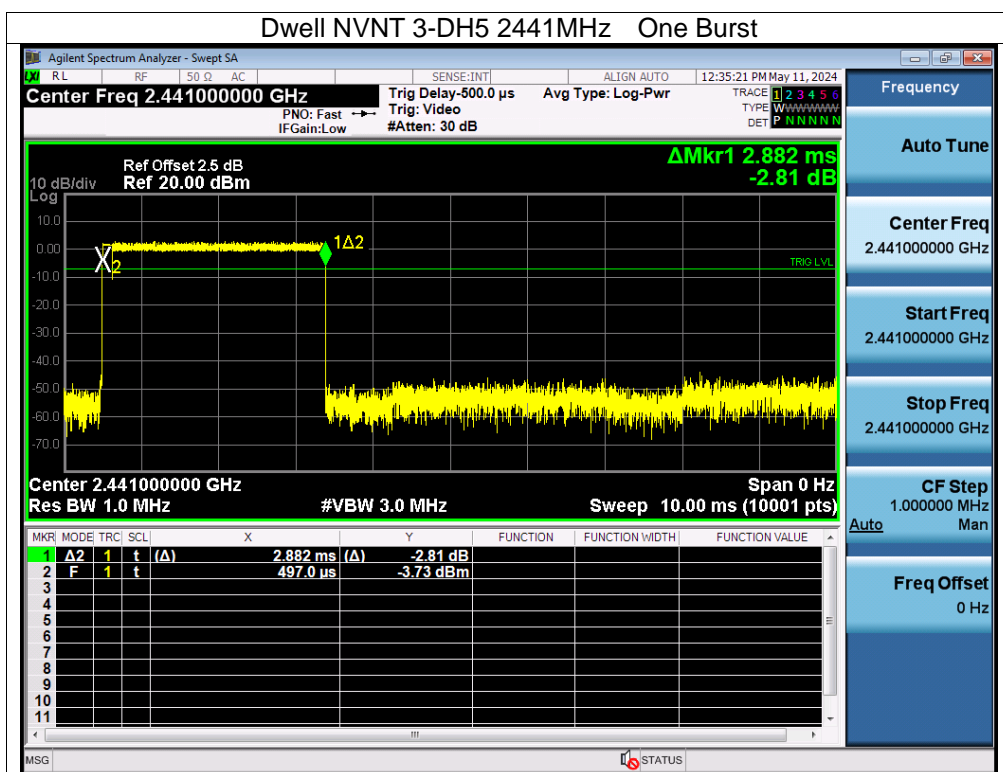 Dwell NVNT 3-DH5 2441MHz One Burst
Agilent Spectrum Analyzer - Swept SA
LXI RL RF 50 Ω AC SENSE:INT ALIGN AUTO 12:35:21 PM May 11, 2024
Center Freq 2.441000000 GHz
PNO: Fast
IFGain:Low
Trig Delay-500.0 µs
Trig: Video
#Atten: 30 dB
Avg Type: Log-Pwr
TRACE 1 2 3 4 5 6
TYPE WWWWWW
DET P N N N N N
ΔMkr1 2.882 ms
-2.81 dB
Ref Offset 2.5 dB
10 dB/div Ref 20.00 dBm
Log
10.0
0.00
-10.0
-20.0
-30.0
-40.0
-50.0
-60.0
-70.0
1Δ2
2
TRIG LVL
Center 2.441000000 GHz Span 0 Hz
Res BW 1.0 MHz #VBW 3.0 MHz Sweep 10.00 ms (10001 pts)
MKR MODE TRC SCL X Y FUNCTION FUNCTION WIDTH FUNCTION VALUE
1 Δ2 1 t (Δ) 2.882 ms (Δ) -2.81 dB
2 F 1 t 497.0 µs -3.73 dBm
3
4
5
6
7
8
9
10
11
MSG STATUS
Frequency
Auto Tune
Center Freq
2.441000000 GHz
Start Freq
2.441000000 GHz
Stop Freq
2.441000000 GHz
CF Step
1.000000 MHz
Auto Man
Freq Offset
0 Hz